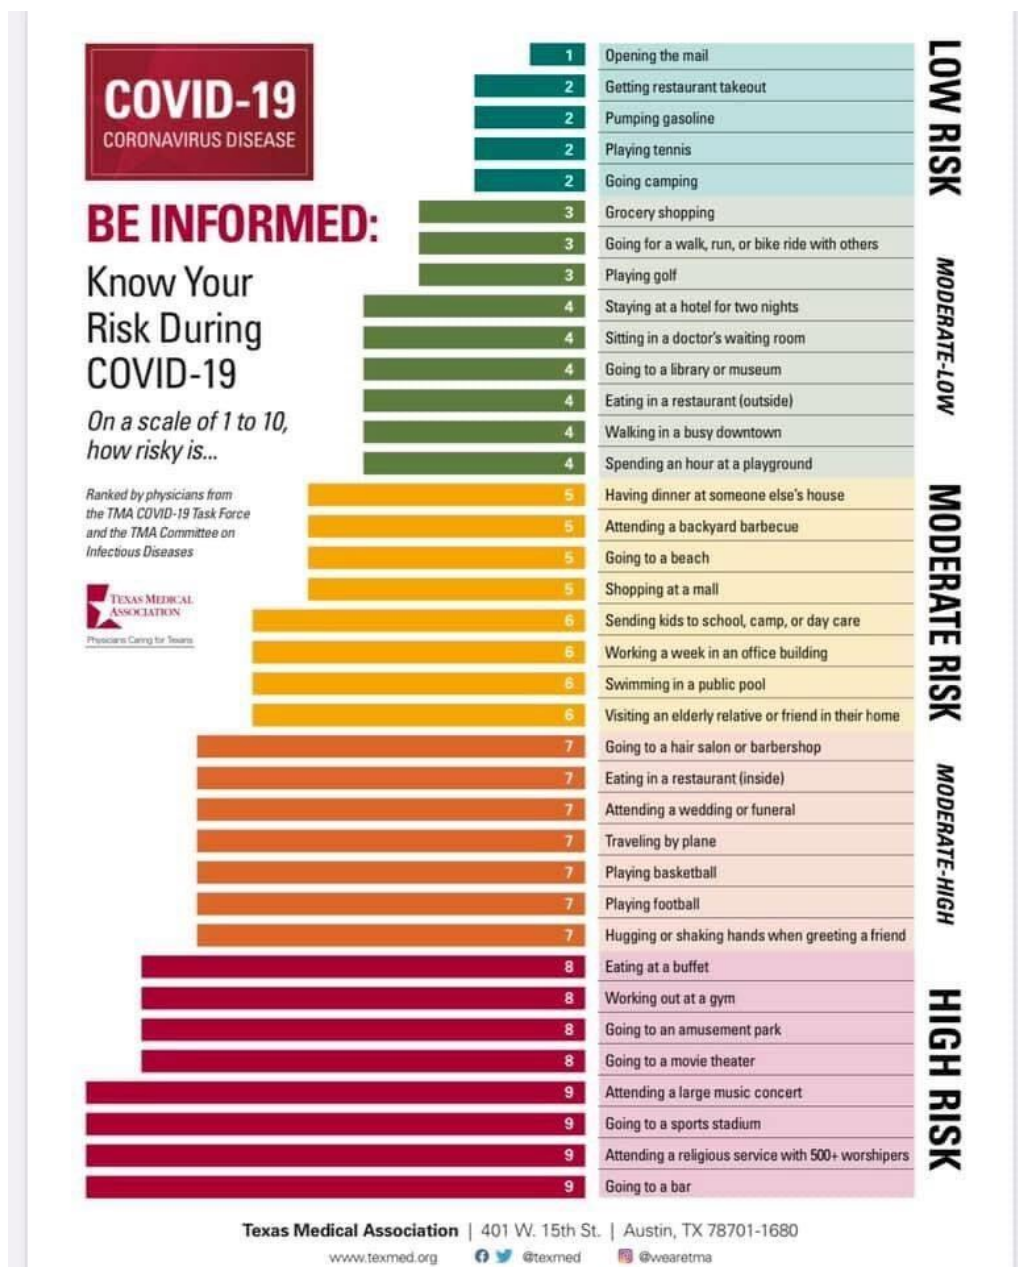 COVID-19
CORONAVIRUS DISEASE
BE INFORMED:
Know Your
Risk During
COVID-19
On a scale of 1 to 10,
how risky is...
Ranked by physicians from
the TMA COVID-19 Task Force
and the TMA Committee on
Infectious Diseases
TEXAS MEDICAL
ASSOCIATION
Physicians Caring for Texans
1 Opening the mail
2 Getting restaurant takeout
2 Pumping gasoline
2 Playing tennis
2 Going camping
LOW RISK
3 Grocery shopping
3 Going for a walk, run, or bike ride with others
3 Playing golf
4 Staying at a hotel for two nights
4 Sitting in a doctor's waiting room
4 Going to a library or museum
4 Eating in a restaurant (outside)
4 Walking in a busy downtown
4 Spending an hour at a playground
MODERATE-LOW
5 Having dinner at someone else's house
5 Attending a backyard barbecue
5 Going to a beach
5 Shopping at a mall
6 Sending kids to school, camp, or day care
6 Working a week in an office building
6 Swimming in a public pool
6 Visiting an elderly relative or friend in their home
MODERATE RISK
7 Going to a hair salon or barbershop
7 Eating in a restaurant (inside)
7 Attending a wedding or funeral
7 Traveling by plane
7 Playing basketball
7 Playing football
7 Hugging or shaking hands when greeting a friend
MODERATE-HIGH
8 Eating at a buffet
8 Working out at a gym
8 Going to an amusement park
8 Going to a movie theater
9 Attending a large music concert
9 Going to a sports stadium
9 Attending a religious service with 500+ worshipers
9 Going to a bar
HIGH RISK
Texas Medical Association | 401 W. 15th St. | Austin, TX 78701-1680
www.texmed.org @texmed @wearetma